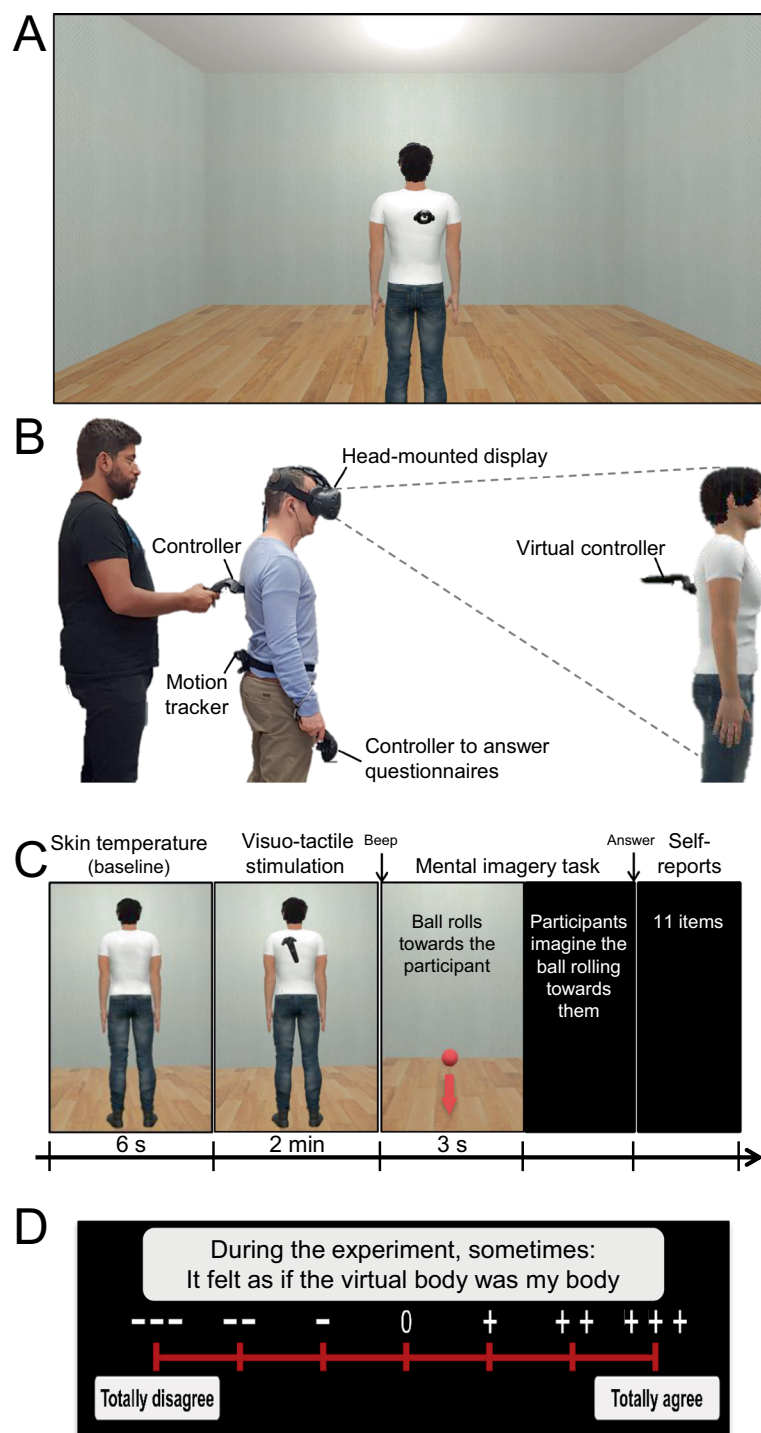 A
B
Head-mounted display
Controller
Virtual controller
Motion
tracker
Controller to answer
questionnaires
C
Skin temperature
(baseline)
Visuo-tactile
stimulation
Beep
Mental imagery task
Answer
Self-
reports
Ball rolls
towards the
participant
Participants
imagine the
ball rolling
towards
them
11 items
6 s
2 min
3 s
D
During the experiment, sometimes:
It felt as if the virtual body was my body
--- -- - 0 + ++ +++
Totally disagree
Totally agree